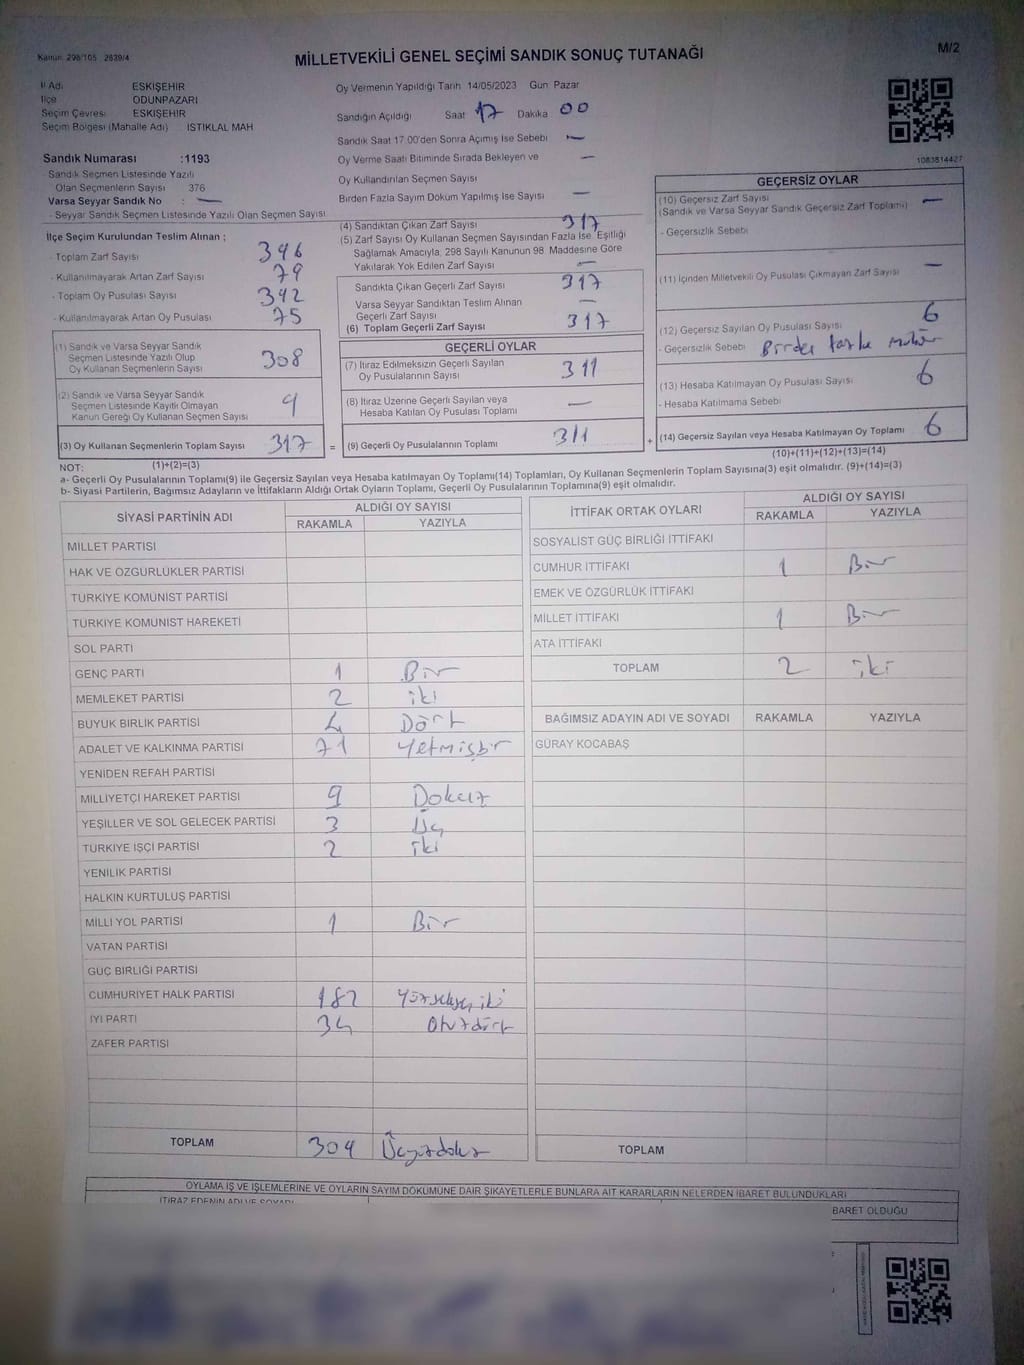 Kanun: 298/105 2839/4
M/2
MİLLETVEKİLİ GENEL SEÇİMİ SANDIK SONUÇ TUTANAĞI
İl Adı ESKİŞEHİR
İlçe ODUNPAZARI
Seçim Çevresi ESKİŞEHİR
Seçim Bölgesi (Mahalle Adı) İSTİKLAL MAH
Sandık Numarası :1193
- Sandık Seçmen Listesinde Yazılı
Olan Seçmenlerin Sayısı 376
Varsa Seyyar Sandık No : —
- Seyyar Sandık Seçmen Listesinde Yazılı Olan Seçmen Sayısı
İlçe Seçim Kurulundan Teslim Alınan ;
- Toplam Zarf Sayısı 396
- Kullanılmayarak Artan Zarf Sayısı 79
- Toplam Oy Pusulası Sayısı 392
- Kullanılmayarak Artan Oy Pusulası 75
(1) Sandık ve Varsa Seyyar Sandık
Seçmen Listesinde Yazılı Olup
Oy Kullanan Seçmenlerin Sayısı 308
(2) Sandık ve Varsa Seyyar Sandık
Seçmen Listesinde Kayıtlı Olmayan
Kanun Gereği Oy Kullanan Seçmen Sayısı 9
(3) Oy Kullanan Seçmenlerin Toplam Sayısı 317 =
(1)+(2)=(3)
Oy Vermenin Yapıldığı Tarih 14/05/2023 Gün: Pazar
Sandığın Açıldığı Saat 17 Dakika 00
Sandık Saat 17.00'den Sonra Açımış İse Sebebi —
Oy Verme Saati Bitiminde Sırada Bekleyen ve —
Oy Kullandırılan Seçmen Sayısı
Birden Fazla Sayım Döküm Yapılmış İse Sayısı —
(4) Sandıktan Çıkan Zarf Sayısı 317
(5) Zarf Sayısı Oy Kullanan Seçmen Sayısından Fazla İse, Eşitliği
Sağlamak Amacıyla, 298 Sayılı Kanunun 98. Maddesine Göre
Yakılarak Yok Edilen Zarf Sayısı —
Sandıkta Çıkan Geçerli Zarf Sayısı 317
Varsa Seyyar Sandıktan Teslim Alınan
Geçerli Zarf Sayısı —
(6) Toplam Geçerli Zarf Sayısı 317
GEÇERLİ OYLAR
(7) İtiraz Edilmeksizin Geçerli Sayılan
Oy Pusulalarının Sayısı 311
(8) İtiraz Üzerine Geçerli Sayılan veya
Hesaba Katılan Oy Pusulası Toplamı —
(9) Geçerli Oy Pusulalarının Toplamı 311 +
1083814427
GEÇERSİZ OYLAR
(10) Geçersiz Zarf Sayısı —
(Sandık ve Varsa Seyyar Sandık Geçersiz Zarf Toplamı)
- Geçersizlik Sebebi
(11) İçinden Milletvekili Oy Pusulası Çıkmayan Zarf Sayısı —
(12) Geçersiz Sayılan Oy Pusulası Sayısı 6
- Geçersizlik Sebebi Birden fazla mühür
(13) Hesaba Katılmayan Oy Pusulası Sayısı 6
- Hesaba Katılmama Sebebi
(14) Geçersiz Sayılan veya Hesaba Katılmayan Oy Toplamı 6
(10)+(11)+(12)+(13)=(14)
NOT:
a- Geçerli Oy Pusulalarının Toplamı(9) ile Geçersiz Sayılan veya Hesaba katılmayan Oy Toplamı(14) Toplamları, Oy Kullanan Seçmenlerin Toplam Sayısına(3) eşit olmalıdır. (9)+(14)=(3)
b- Siyasi Partilerin, Bağımsız Adayların ve İttifakların Aldığı Ortak Oyların Toplamı, Geçerli Oy Pusulalarının Toplamına(9) eşit olmalıdır.
SİYASİ PARTİNİN ADI ALDIĞI OY SAYISI
RAKAMLA YAZIYLA
MİLLET PARTİSİ
HAK VE ÖZGÜRLÜKLER PARTİSİ
TÜRKİYE KOMÜNİST PARTİSİ
TÜRKİYE KOMÜNİST HAREKETİ
SOL PARTİ
GENÇ PARTİ 1 Bir
MEMLEKET PARTİSİ 2 iki
BÜYÜK BİRLİK PARTİSİ 4 Dört
ADALET VE KALKINMA PARTİSİ 71 Yetmişbir
YENİDEN REFAH PARTİSİ
MİLLİYETÇİ HAREKET PARTİSİ 9 Dokuz
YEŞİLLER VE SOL GELECEK PARTİSİ 3 Üç
TÜRKİYE İŞÇİ PARTİSİ 2 iki
YENİLİK PARTİSİ
HALKIN KURTULUŞ PARTİSİ
MİLLİ YOL PARTİSİ 1 Bir
VATAN PARTİSİ
GÜÇ BİRLİĞİ PARTİSİ
CUMHURİYET HALK PARTİSİ 182 Yüzseksen iki
İYİ PARTİ 34 Otuzdört
ZAFER PARTİSİ
TOPLAM 309 Üçyüzdokuz
İTTİFAK ORTAK OYLARI ALDIĞI OY SAYISI
RAKAMLA YAZIYLA
SOSYALİST GÜÇ BİRLİĞİ İTTİFAKI
CUMHUR İTTİFAKI 1 Bir
EMEK VE ÖZGÜRLÜK İTTİFAKI
MİLLET İTTİFAKI 1 Bir
ATA İTTİFAKI
TOPLAM 2 iki
BAĞIMSIZ ADAYIN ADI VE SOYADI RAKAMLA YAZIYLA
GÜRAY KOCABAŞ
TOPLAM
OYLAMA İŞ VE İŞLEMLERİNE VE OYLARIN SAYIM DÖKÜMÜNE DAİR ŞİKAYETLERLE BUNLARA AİT KARARLARIN NELERDEN İBARET BULUNDUKLARI
İTİRAZ EDENİN ADI VE SOYADI
BARET OLDUĞU